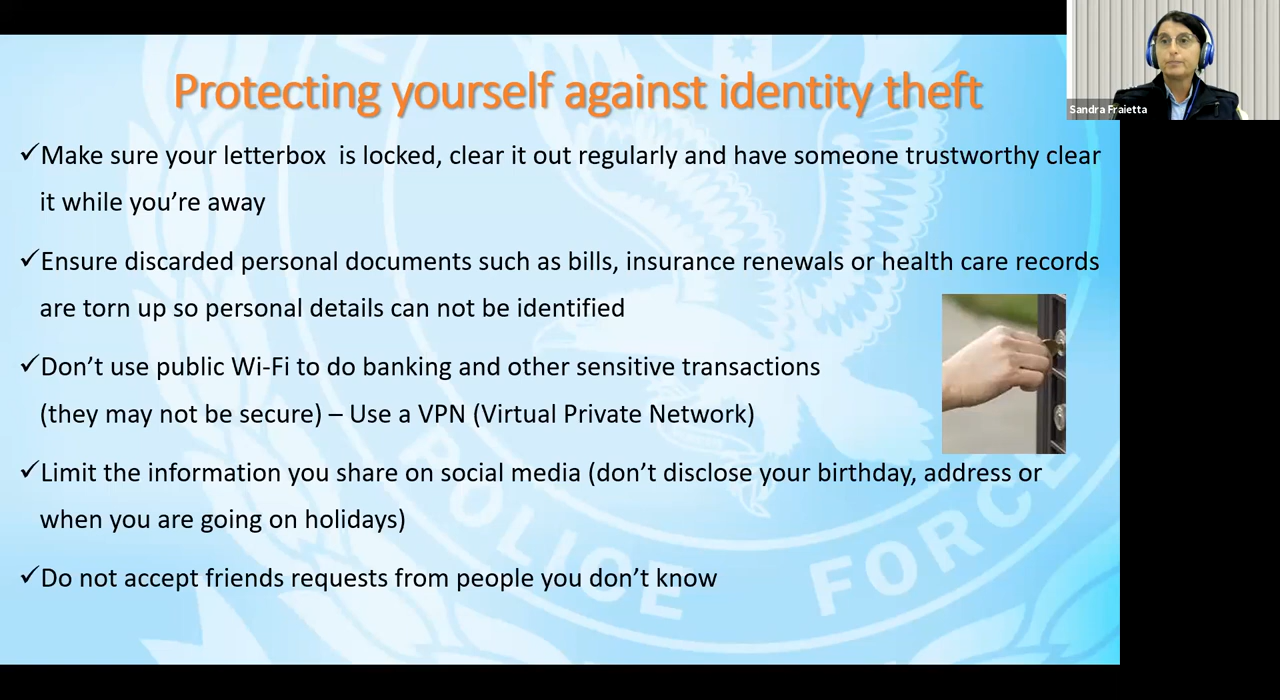 Protecting yourself against identity theft
Sandra Fraietta
✓Make sure your letterbox  is locked, clear it out regularly and have someone trustworthy clear
it while you’re away
✓Ensure discarded personal documents such as bills, insurance renewals or health care records
are torn up so personal details can not be identified
✓Don’t use public Wi-Fi to do banking and other sensitive transactions
(they may not be secure) – Use a VPN (Virtual Private Network)
✓Limit the information you share on social media (don’t disclose your birthday, address or
when you are going on holidays)
✓Do not accept friends requests from people you don’t know
POLICE FORCE